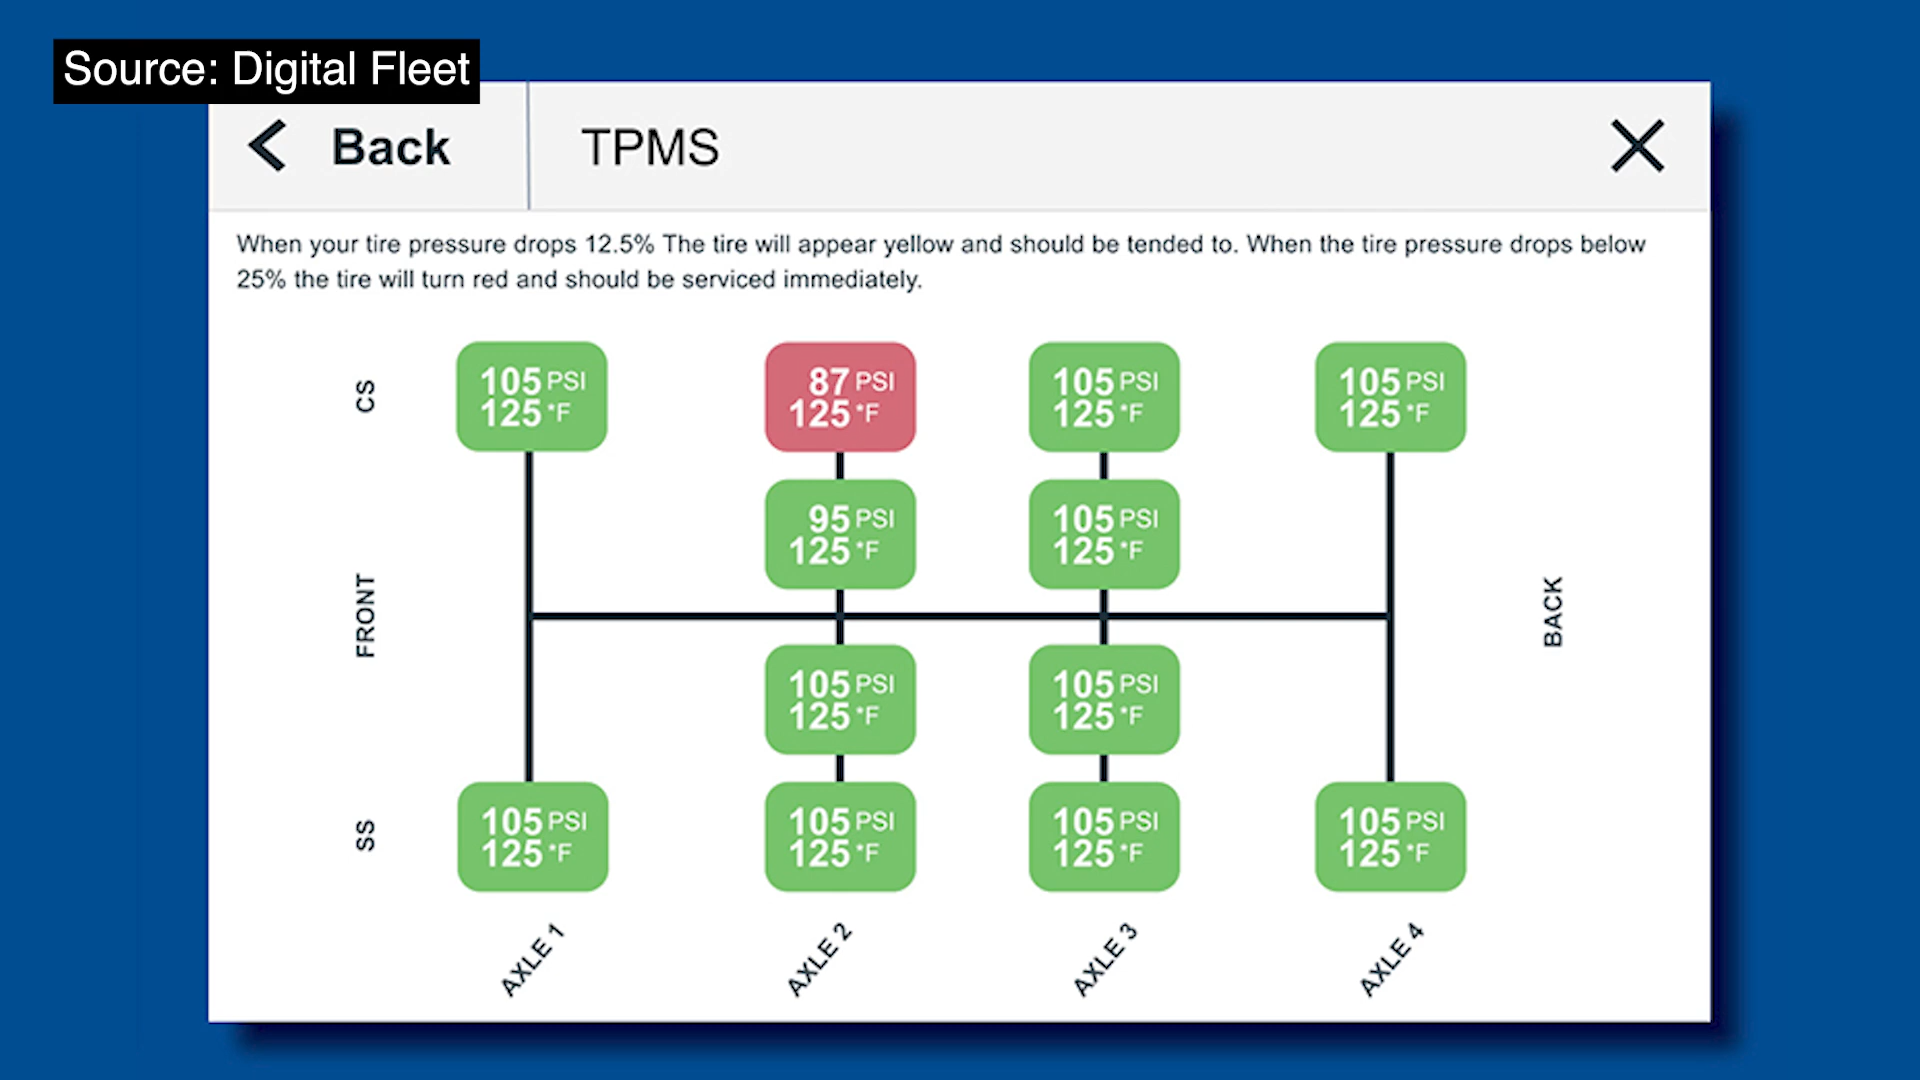 Source: Digital Fleet
Back
TPMS
When your tire pressure drops 12.5% The tire will appear yellow and should be tended to. When the tire pressure drops below
25% the tire will turn red and should be serviced immediately.
CS
105 PSI
125 °F
87 PSI
125 °F
105 PSI
125 °F
105 PSI
125 °F
95 PSI
125 °F
105 PSI
125 °F
FRONT
BACK
105 PSI
125 °F
105 PSI
125 °F
SS
105 PSI
125 °F
105 PSI
125 °F
105 PSI
125 °F
105 PSI
125 °F
AXLE 1
AXLE 2
AXLE 3
AXLE 4